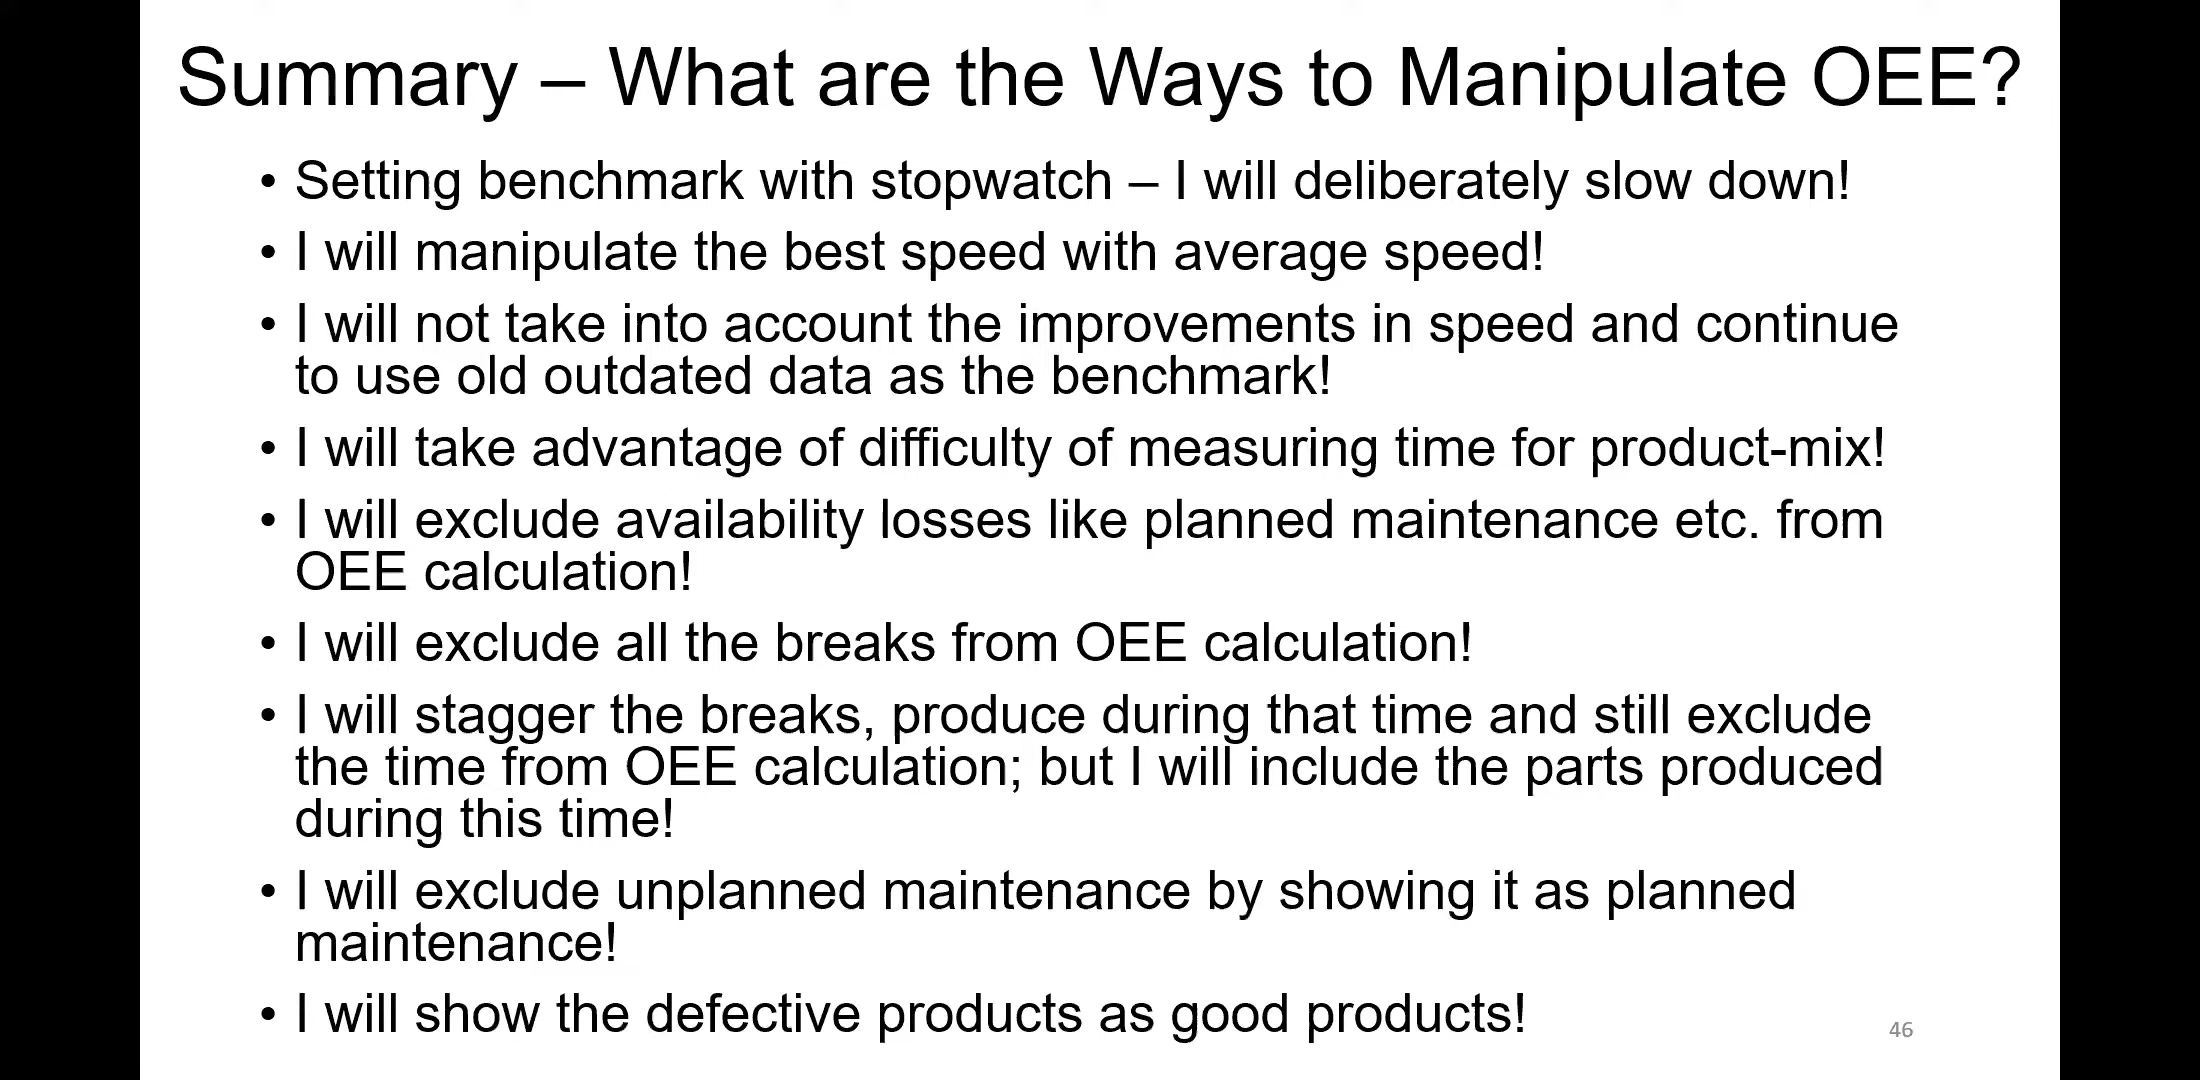 Summary – What are the Ways to Manipulate OEE?
• Setting benchmark with stopwatch – I will deliberately slow down!
• I will manipulate the best speed with average speed!
• I will not take into account the improvements in speed and continue
to use old outdated data as the benchmark!
• I will take advantage of difficulty of measuring time for product-mix!
• I will exclude availability losses like planned maintenance etc. from
OEE calculation!
• I will exclude all the breaks from OEE calculation!
• I will stagger the breaks, produce during that time and still exclude
the time from OEE calculation; but I will include the parts produced
during this time!
• I will exclude unplanned maintenance by showing it as planned
maintenance!
• I will show the defective products as good products!
46